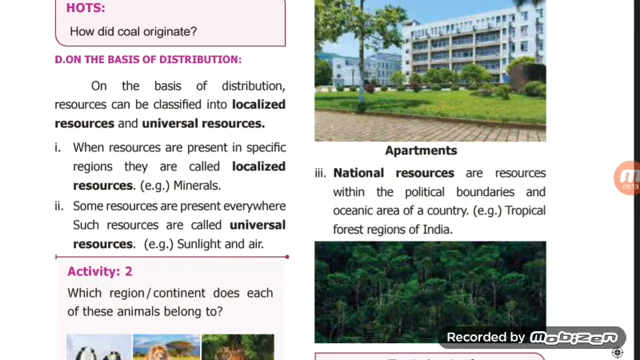 HOTS:
How did coal originate?
D.ON THE BASIS OF DISTRIBUTION:
On the basis of distribution,
resources can be classified into localized
resources and universal resources.
i. When resources are present in specific
regions they are called localized
resources. (e.g.) Minerals.
ii. Some resources are present everywhere
Such resources are called universal
resources. (e.g.) Sunlight and air.
Activity: 2
Which region/continent does each
of these animals belong to?
Apartments
iii. National resources are resources
within the political boundaries and
oceanic area of a country. (e.g.) Tropical
forest regions of India.
09:13
Recorded by
mobizen